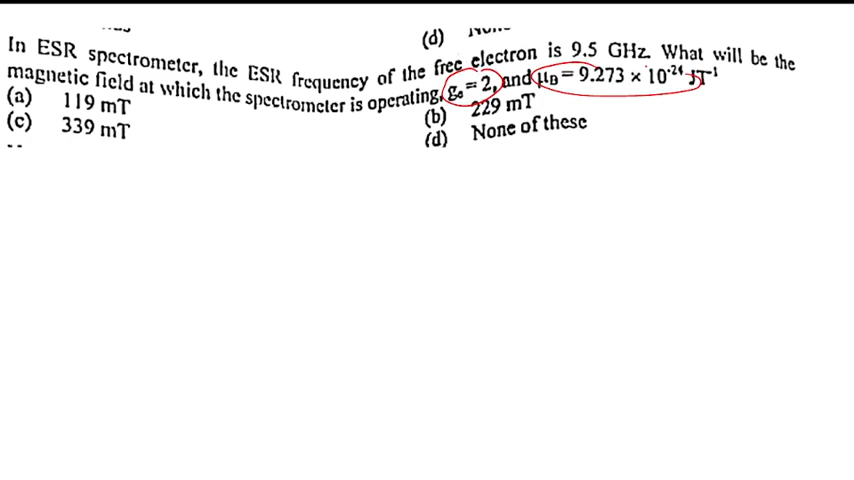 (d)
In ESR spectrometer, the ESR frequency of the free electron is 9.5 GHz. What will be the
magnetic field at which the spectrometer is operating, gₑ = 2, and μ_B = 9.273 × 10⁻²⁴ JT⁻¹
(a) 119 mT (b) 229 mT
(c) 339 mT (d) None of these